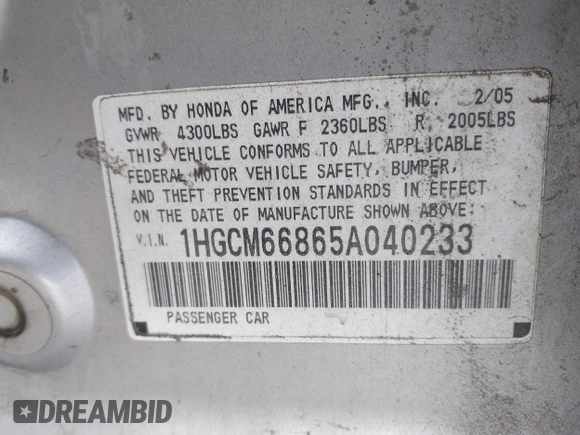 MFD. BY HONDA OF AMERICA MFG., INC. 2/05
GVWR 4300LBS GAWR F 2360LBS R 2005LBS
THIS VEHICLE CONFORMS TO ALL APPLICABLE
FEDERAL MOTOR VEHICLE SAFETY, BUMPER,
AND THEFT PREVENTION STANDARDS IN EFFECT
ON THE DATE OF MANUFACTURE SHOWN ABOVE:
V.I.N. 1HGCM66865A040233
PASSENGER CAR
DREAMBID